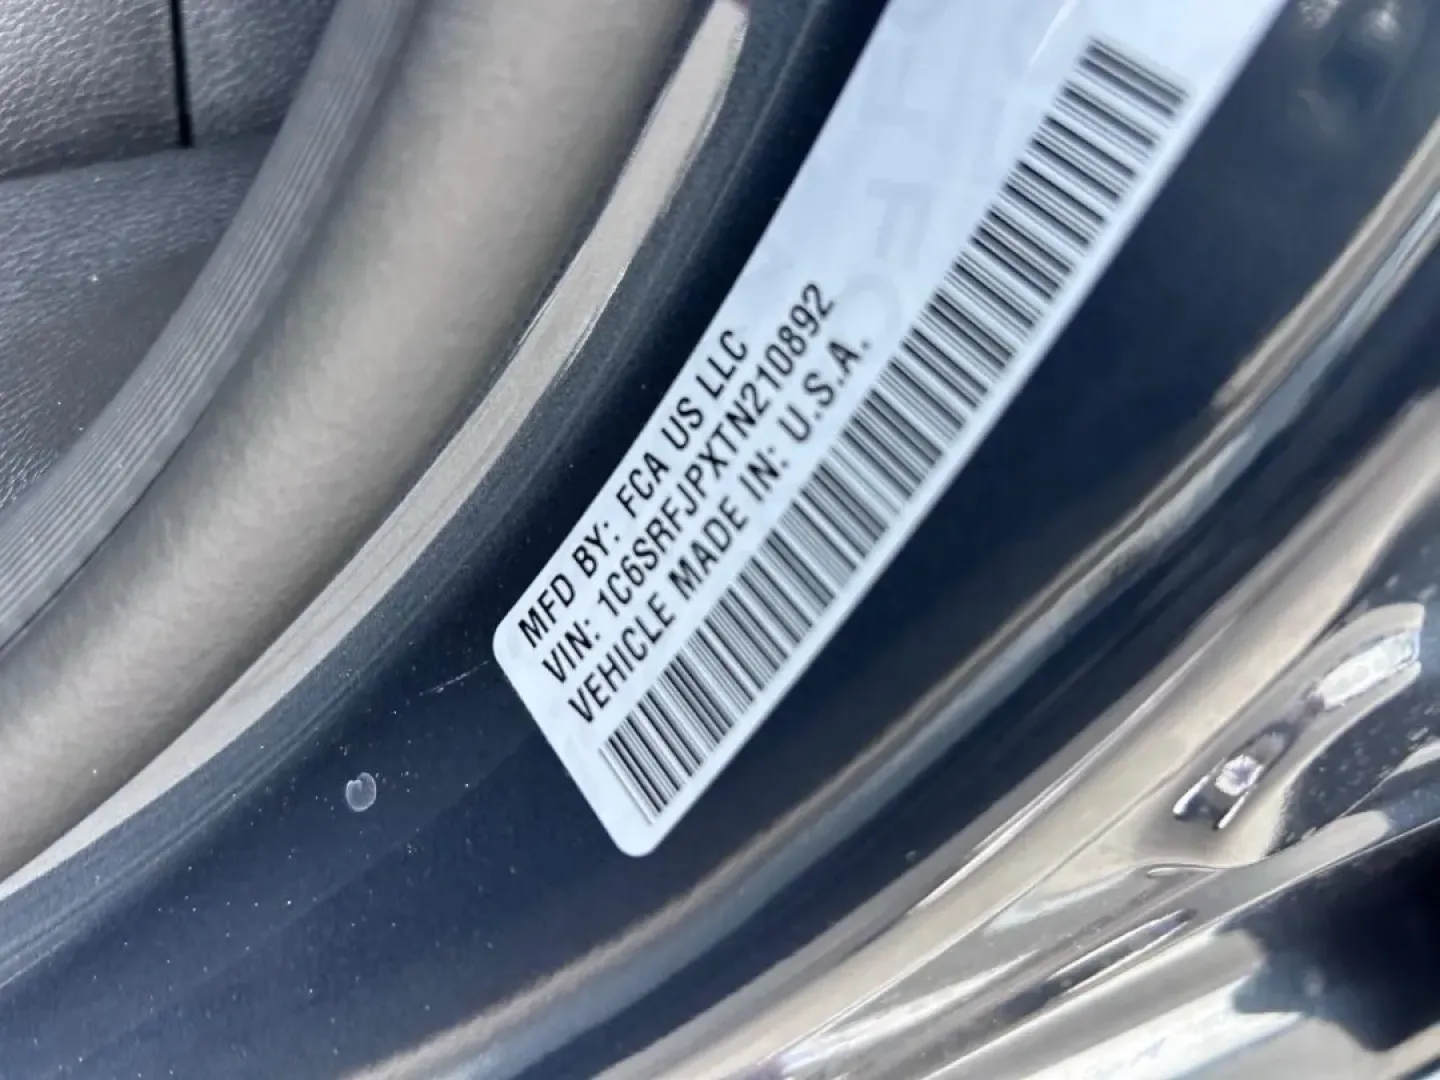 MFD BY: FCA US LLC
VIN: 1C6SRFJPXTN210892
VEHICLE MADE IN: U.S.A.